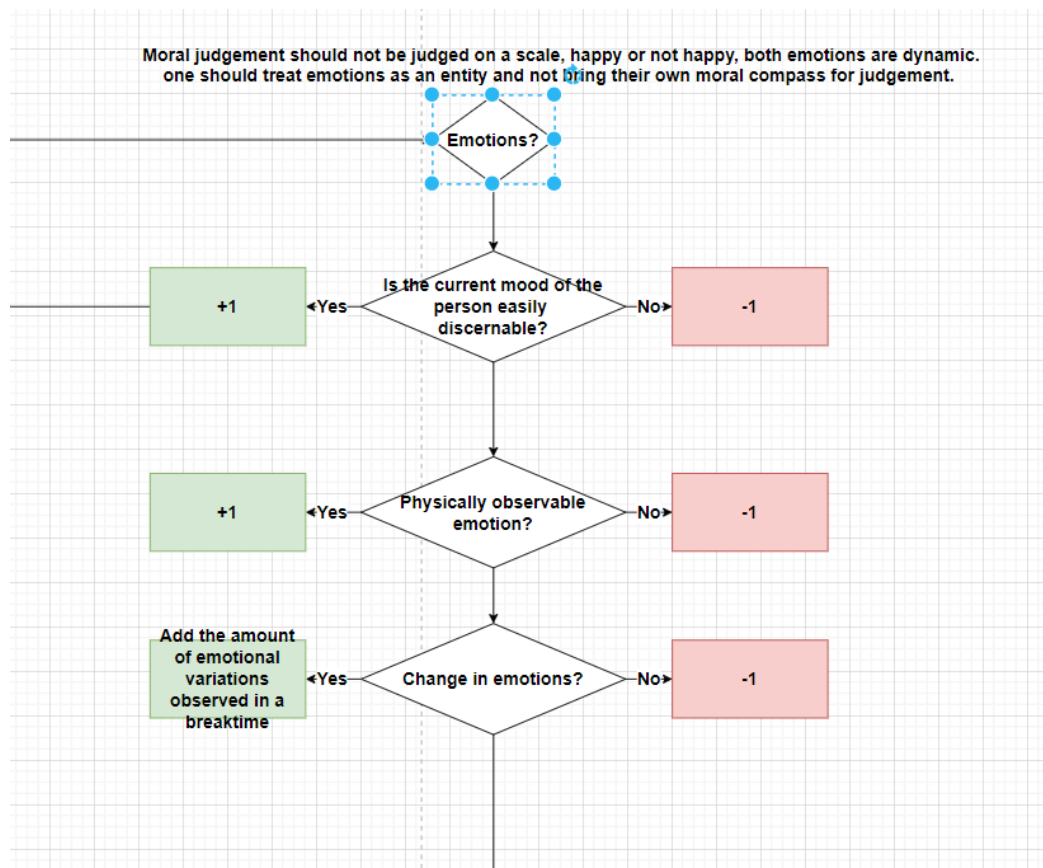 Moral judgement should not be judged on a scale, happy or not happy, both emotions are dynamic.
one should treat emotions as an entity and not bring their own moral compass for judgement.
Emotions?
Is the current mood of the
person easily
discernable?
+1
Yes
No
-1
Physically observable
emotion?
+1
Yes
No
-1
Add the amount
of emotional
variations
observed in a
breaktime
Yes
Change in emotions?
No
-1